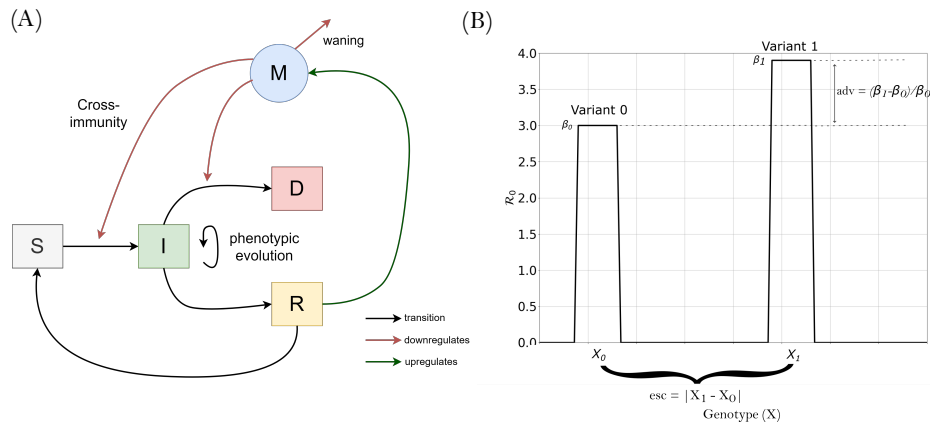 (A)
waning
M
Cross-
immunity
D
S
I
phenotypic
evolution
R
transition
downregulates
upregulates
(B)
Variant 1
β1
adv = (β1-β0)/β0
Variant 0
β0
4.0
3.5
3.0
2.5
2.0
1.5
1.0
0.5
0.0
R0
X0
X1
esc = |X1 - X0|
Genotype (X)